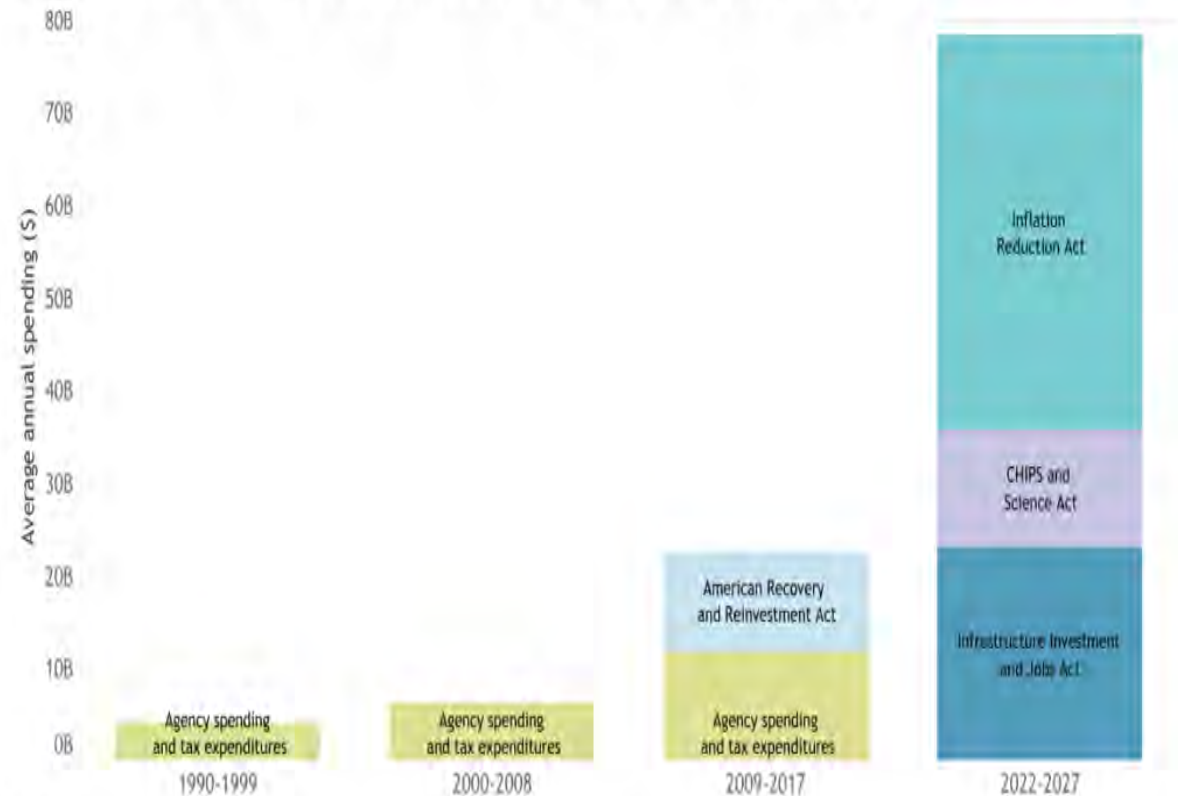 80B
70B
60B
50B
40B
30B
20B
10B
0B
Average annual spending ($)
Inflation
Reduction Act
CHIPS and
Science Act
American Recovery
and Reinvestment Act
Infrastructure Investment
and Jobs Act
Agency spending
and tax expenditures
Agency spending
and tax expenditures
Agency spending
and tax expenditures
1990-1999
2000-2008
2009-2017
2022-2027